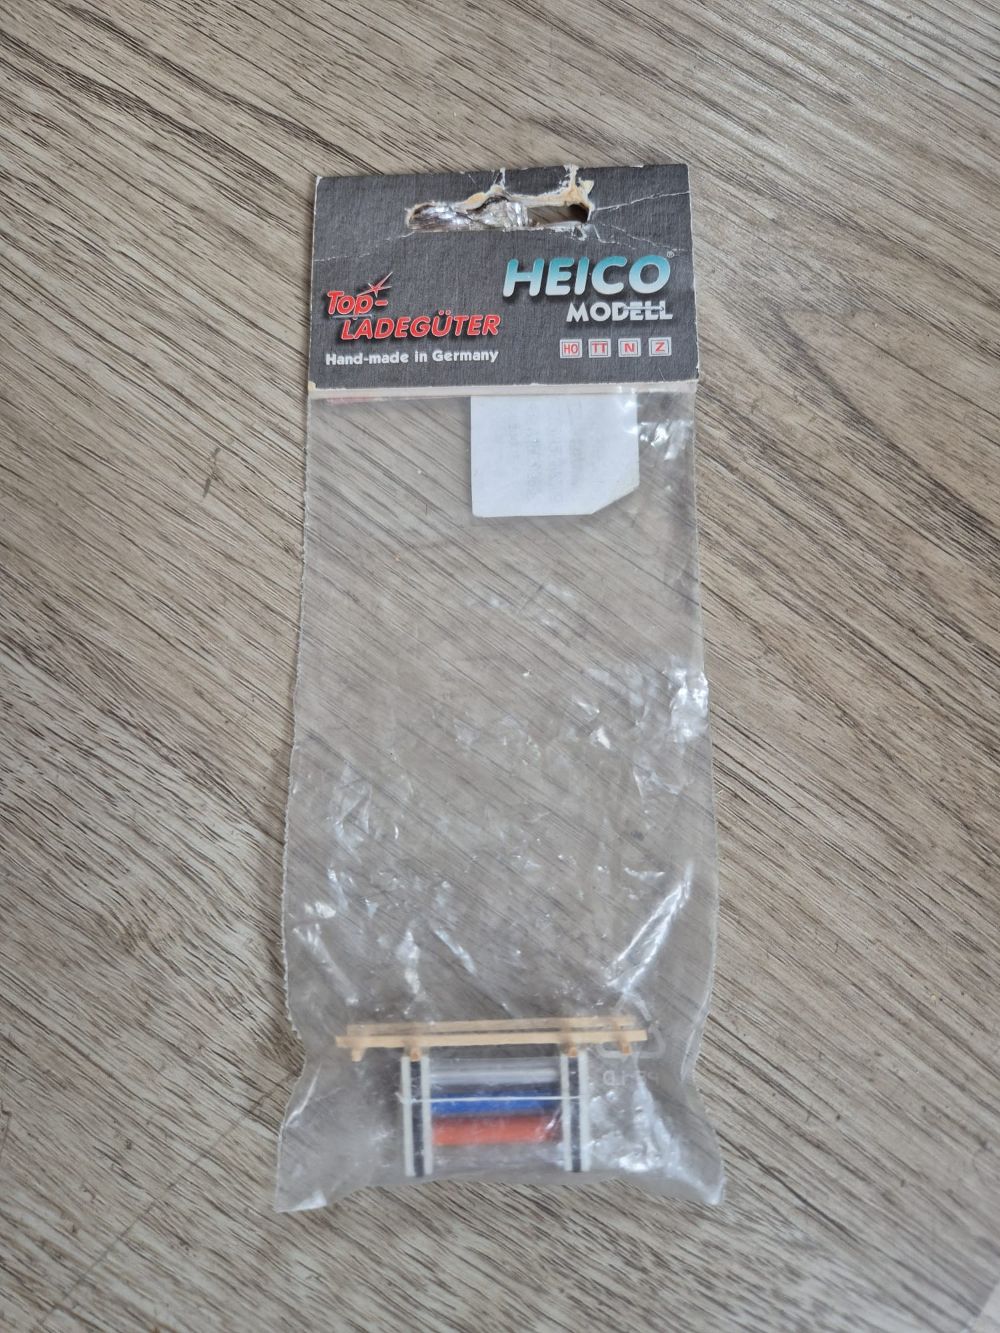 HEICO®
MODELL
Top-
LADEGÜTER
Hand-made in Germany
HO TT N Z